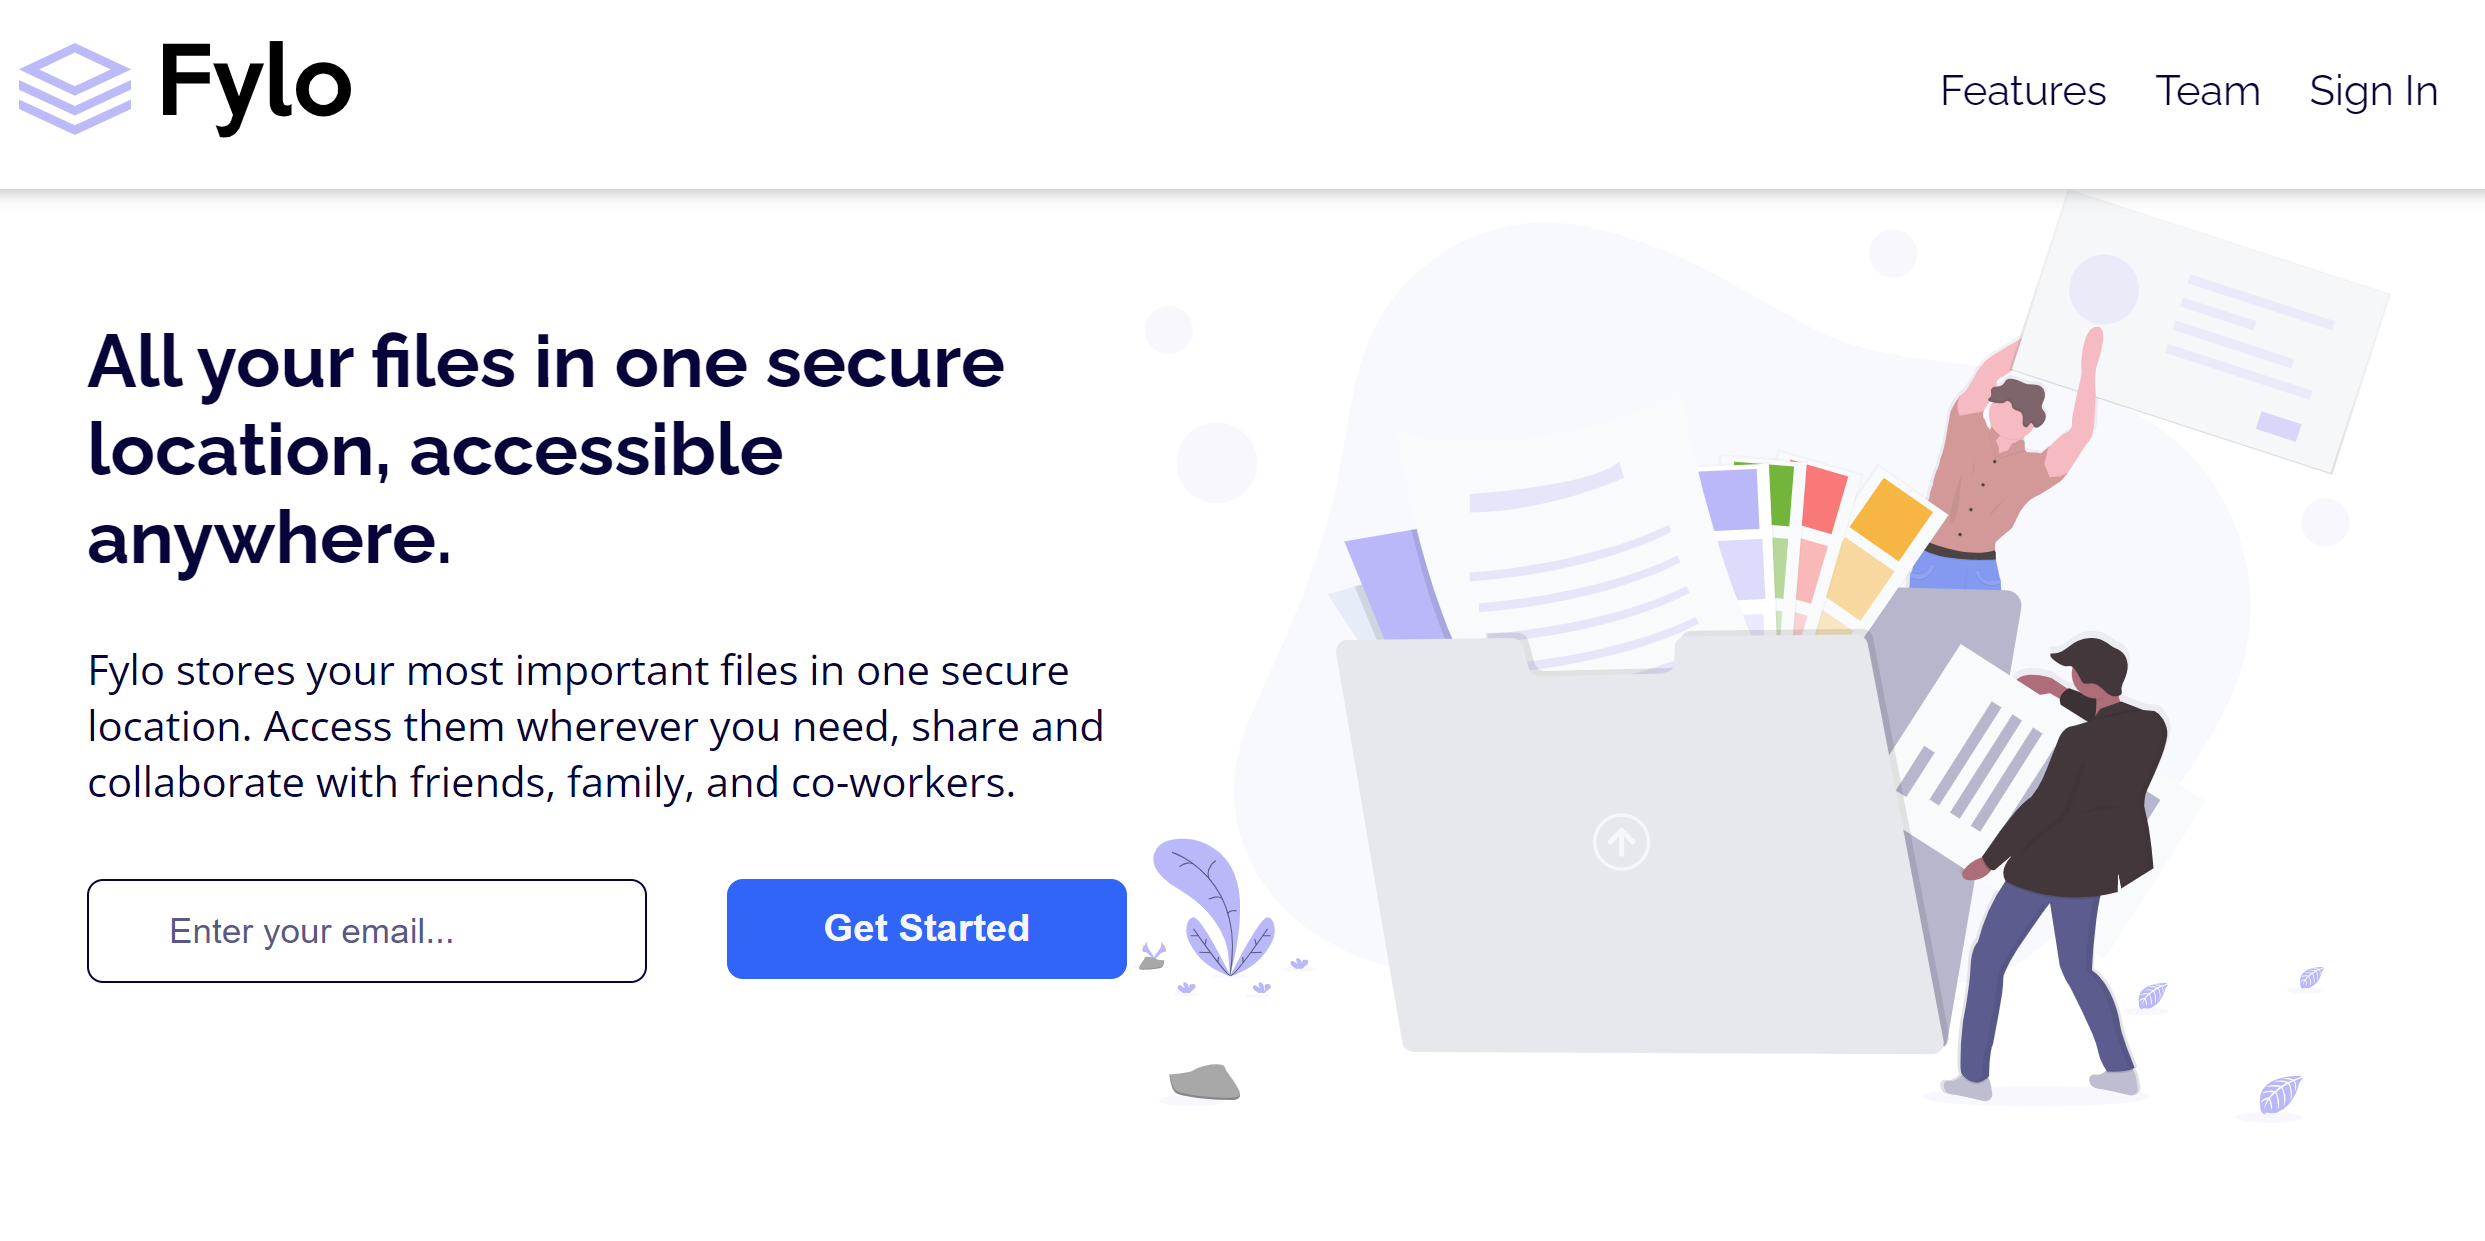 Fylo
Features Team Sign In
All your files in one secure
location, accessible
anywhere.
Fylo stores your most important files in one secure
location. Access them wherever you need, share and
collaborate with friends, family, and co-workers.
Enter your email...
Get Started